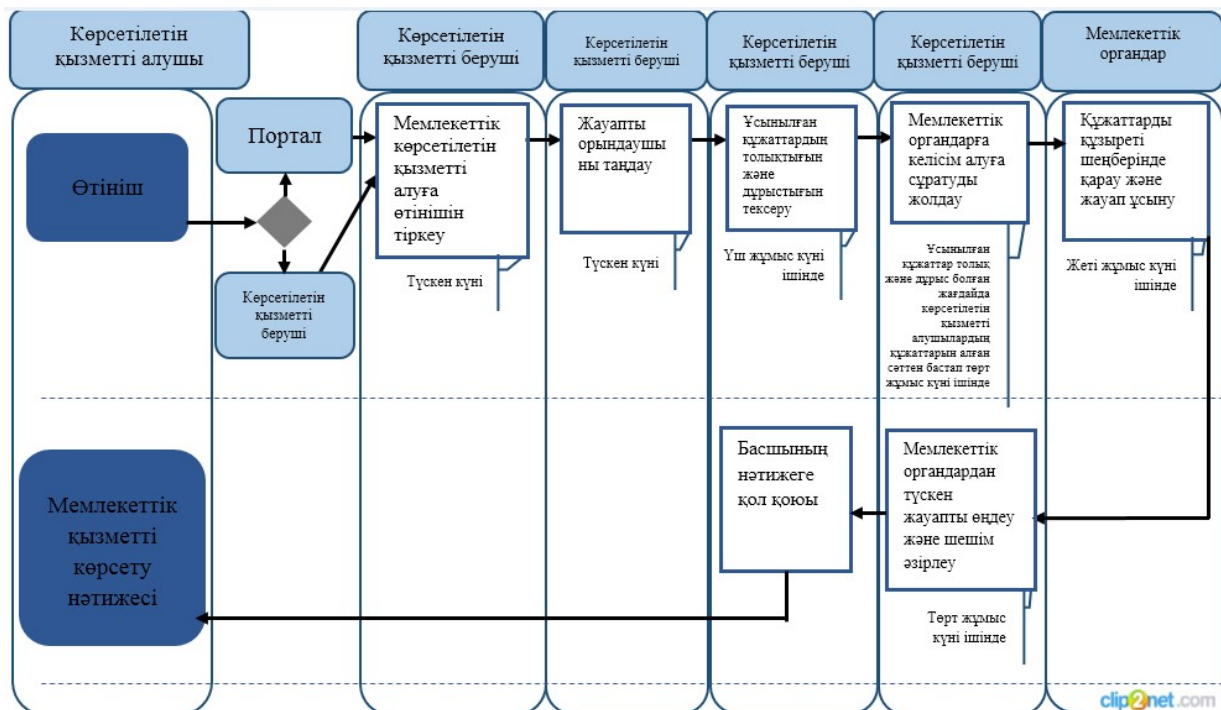 Көрсетілетін
қызметті алушы
Көрсетілетін
қызметті беруші
Көрсетілетін
қызметті беруші
Көрсетілетін
қызметті беруші
Көрсетілетін
қызметті беруші
Мемлекеттік
органдар
Өтініш
Портал
Көрсетілетін
қызметті
беруші
Мемлекеттік
көрсетілетін
қызметті
алуға
өтінішін
тіркеу
Түскен күні
Жауапты
орындаушы
ны таңдау
Түскен күні
Ұсынылған
құжаттардың
толықтығын
және
дұрыстығын
тексеру
Үш жұмыс күні
ішінде
Мемлекеттік
органдарға
келісім алуға
сұратуды
жолдау
Ұсынылған
құжаттар толық
және дұрыс болған
жағдайда
көрсетілетін
қызметті
алушылардың
құжаттарын алған
сәттен бастап төрт
жұмыс күні ішінде
Құжаттарды
құзыреті
шеңберінде
қарау және
жауап ұсыну
Жеті жұмыс күні
ішінде
Мемлекеттік
қызметті
көрсету
нәтижесі
Басшының
нәтижеге
қол қоюы
Мемлекеттік
органдардан
түскен
жауапты өңдеу
және шешім
әзірлеу
Төрт жұмыс
күні ішінде
clip2net.com